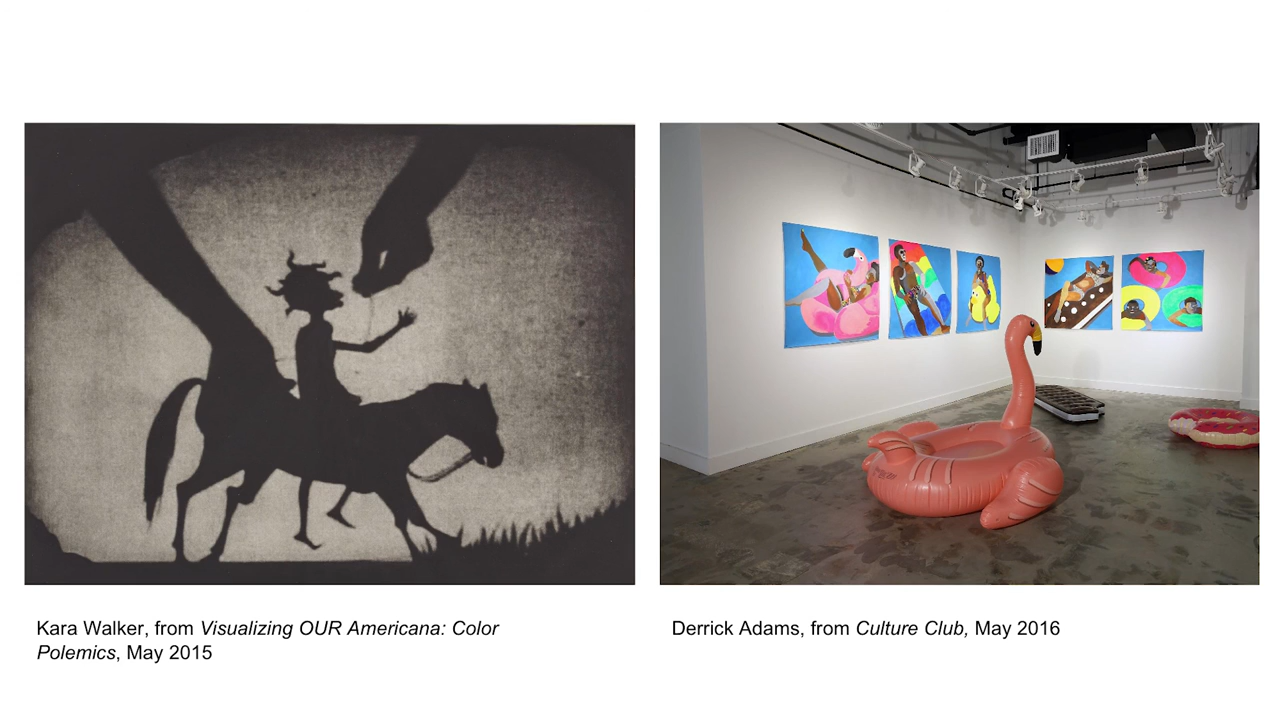 Kara Walker, from Visualizing OUR Americana: Color
Polemics, May 2015
Derrick Adams, from Culture Club, May 2016